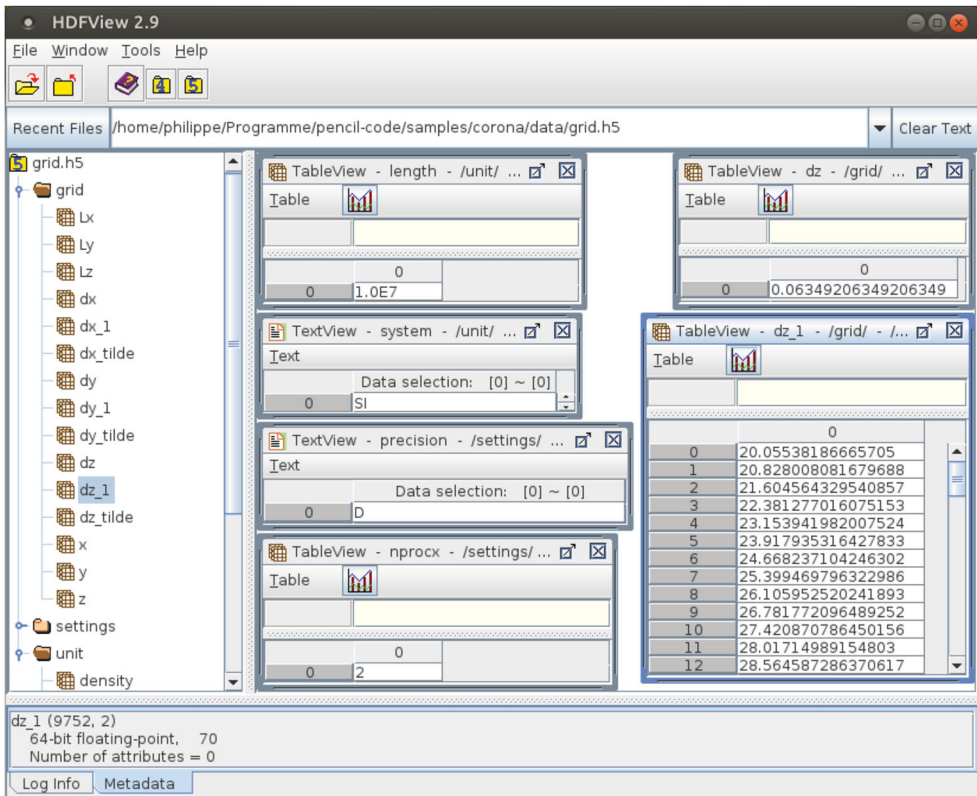 HDFView 2.9
File Window Tools Help
Recent Files /home/philippe/Programme/pencil-code/samples/corona/data/grid.h5 Clear Text
grid.h5
grid
Lx
Ly
Lz
dx
dx_1
dx_tilde
dy
dy_1
dy_tilde
dz
dz_1
dz_tilde
x
y
z
settings
unit
density
TableView - length - /unit/ ...
Table
0
0 1.0E7
TextView - system - /unit/ ...
Text
Data selection: [0] ~ [0]
0 SI
TextView - precision - /settings/ ...
Text
Data selection: [0] ~ [0]
0 D
TableView - nprocx - /settings/ ...
Table
0
0 2
TableView - dz - /grid/ ...
Table
0
0 0.06349206349206349
TableView - dz_1 - /grid/ - /...
Table
0
0 20.05538186665705
1 20.828008081679688
2 21.604564329540857
3 22.381277016075153
4 23.153941982007524
5 23.917935316427833
6 24.668237104246302
7 25.399469796322986
8 26.105952520241893
9 26.781772096489252
10 27.420870786450156
11 28.01714989154803
12 28.564587286370617
dz_1 (9752, 2)
64-bit floating-point, 70
Number of attributes = 0
Log Info Metadata